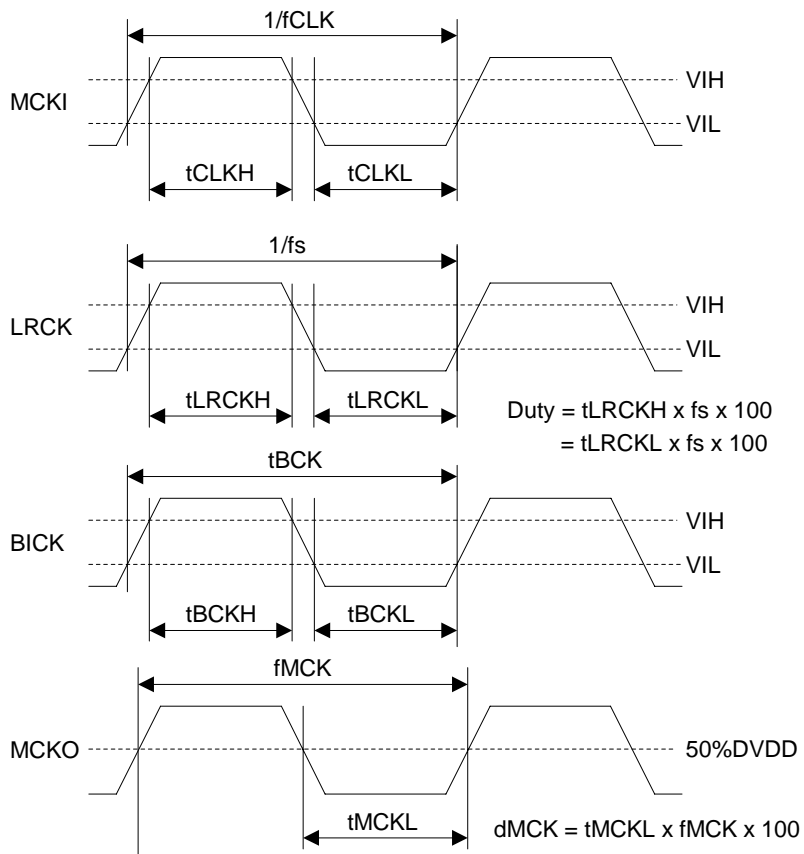 1/fCLK
MCKI
VIH
VIL
tCLKH
tCLKL
1/fs
LRCK
VIH
VIL
tLRCKH
tLRCKL
Duty = tLRCKH x fs x 100
= tLRCKL x fs x 100
tBCK
BICK
VIH
VIL
tBCKH
tBCKL
fMCK
MCKO
50%DVDD
tMCKL
dMCK = tMCKL x fMCK x 100